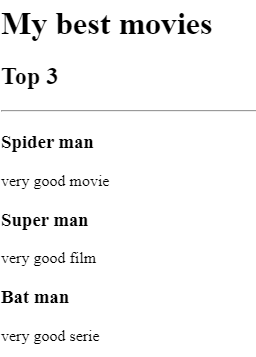 My best movies
Top 3
Spider man
very good movie
Super man
very good film
Bat man
very good serie